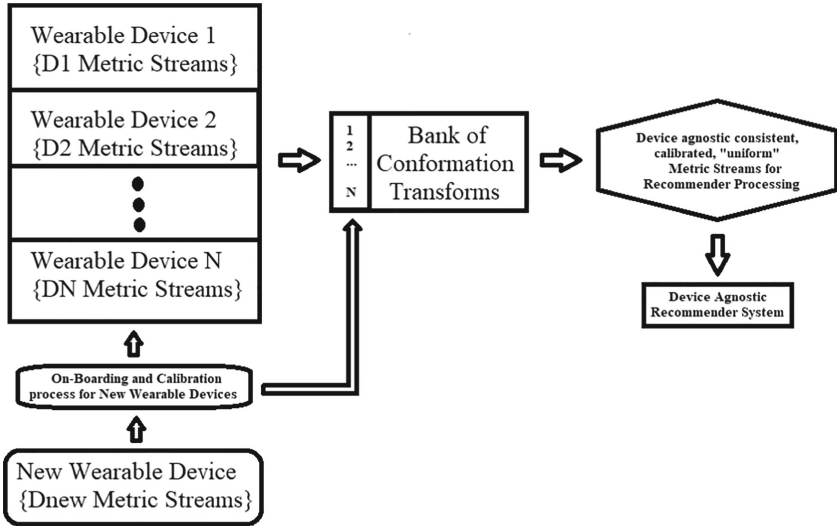 Wearable Device 1
{D1 Metric Streams}
Wearable Device 2
{D2 Metric Streams}
Wearable Device N
{DN Metric Streams}
On-Boarding and Calibration
process for New Wearable Devices
New Wearable Device
{Dnew Metric Streams}
1
2
...
N
Bank of
Conformation
Transforms
Device agnostic consistent,
calibrated, "uniform"
Metric Streams for
Recommender Processing
Device Agnostic
Recommender System